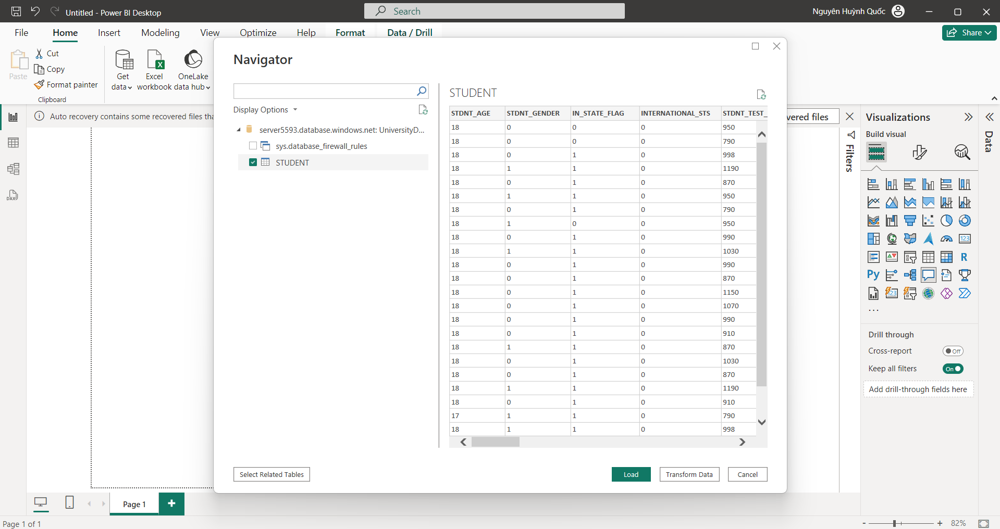 Untitled - Power BI Desktop
Search
Nguyên Huỳnh Quốc
File Home Insert Modeling View Optimize Help Format Data / Drill
Share
Paste
Cut
Copy
Format painter
Clipboard
Get data
Excel workbook
OneLake data hub
Auto recovery contains some recovered files tha
vered files
Navigator
Display Options
server5593.database.windows.net: UniversityD...
sys.database_firewall_rules
STUDENT
STUDENT
STDNT_AGE STDNT_GENDER IN_STATE_FLAG INTERNATIONAL_STS STDNT_TEST_
18 0 0 0 950
18 0 0 0 790
18 0 1 0 998
18 1 1 0 1190
18 0 1 0 870
18 1 1 0 950
18 0 1 0 790
18 1 0 0 950
18 0 1 0 990
18 1 1 0 1030
18 0 1 0 990
18 0 1 0 870
18 0 1 0 1150
18 0 1 0 1070
18 0 1 0 990
18 0 1 0 910
18 1 1 0 870
18 0 1 0 1030
18 0 1 0 870
18 1 1 0 1190
18 0 1 0 910
17 1 1 0 790
18 1 1 0 998
Select Related Tables
Load
Transform Data
Cancel
Filters
Visualizations
Build visual
123
R
Py
123
...
Drill through
Cross-report
Off
Keep all filters
On
Add drill-through fields here
Data
DAX
Page 1
+
Page 1 of 1
- + 82%